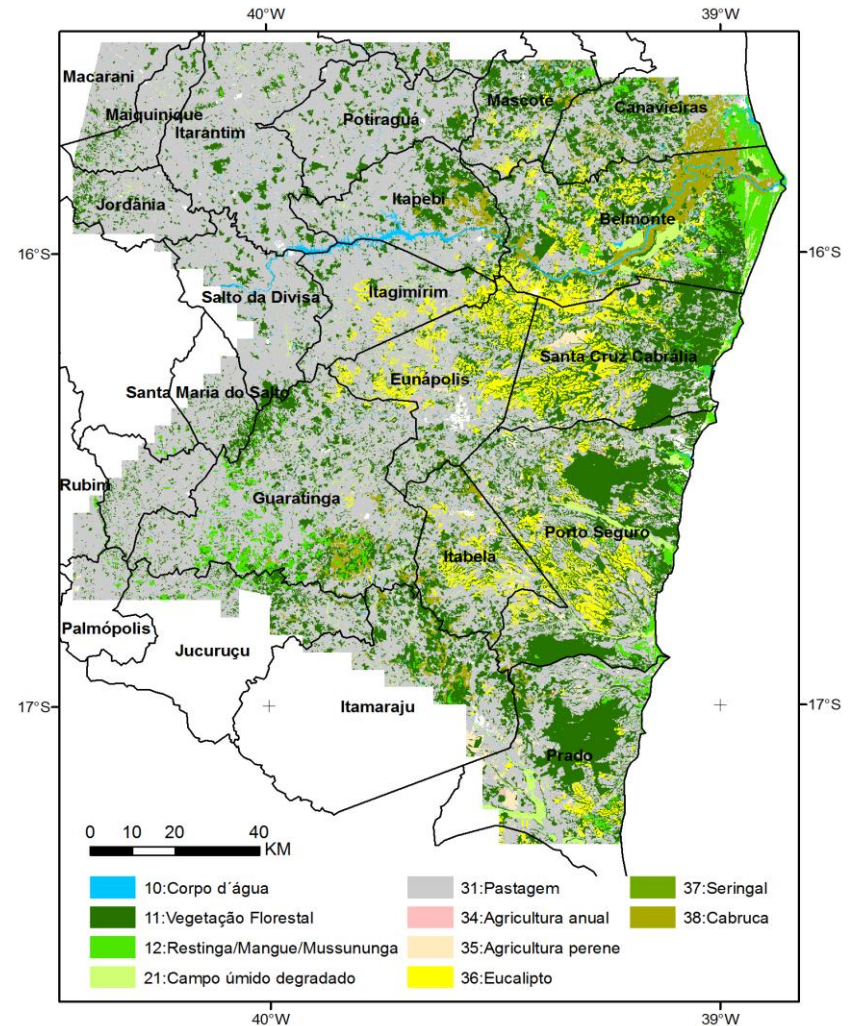 40°W
39°W
Macarani
Mascote
Canavieiras
Maiquinique
Potiraguá
Itarantim
Jordânia
Itapebi
Belmonte
16°S
16°S
Salto da Divisa
Itagimirim
Santa Cruz Cabrália
Eunápolis
Santa Maria do Salto
Rubim
Guaratinga
Porto Seguro
Itabela
Palmópolis
Jucuruçu
17°S
Itamaraju
17°S
Prado
0 10 20 40
KM
10:Corpo d´água
31:Pastagem
37:Seringal
11:Vegetação Florestal
34:Agricultura anual
38:Cabruca
12:Restinga/Mangue/Mussununga
35:Agricultura perene
21:Campo úmido degradado
36:Eucalipto
40°W
39°W